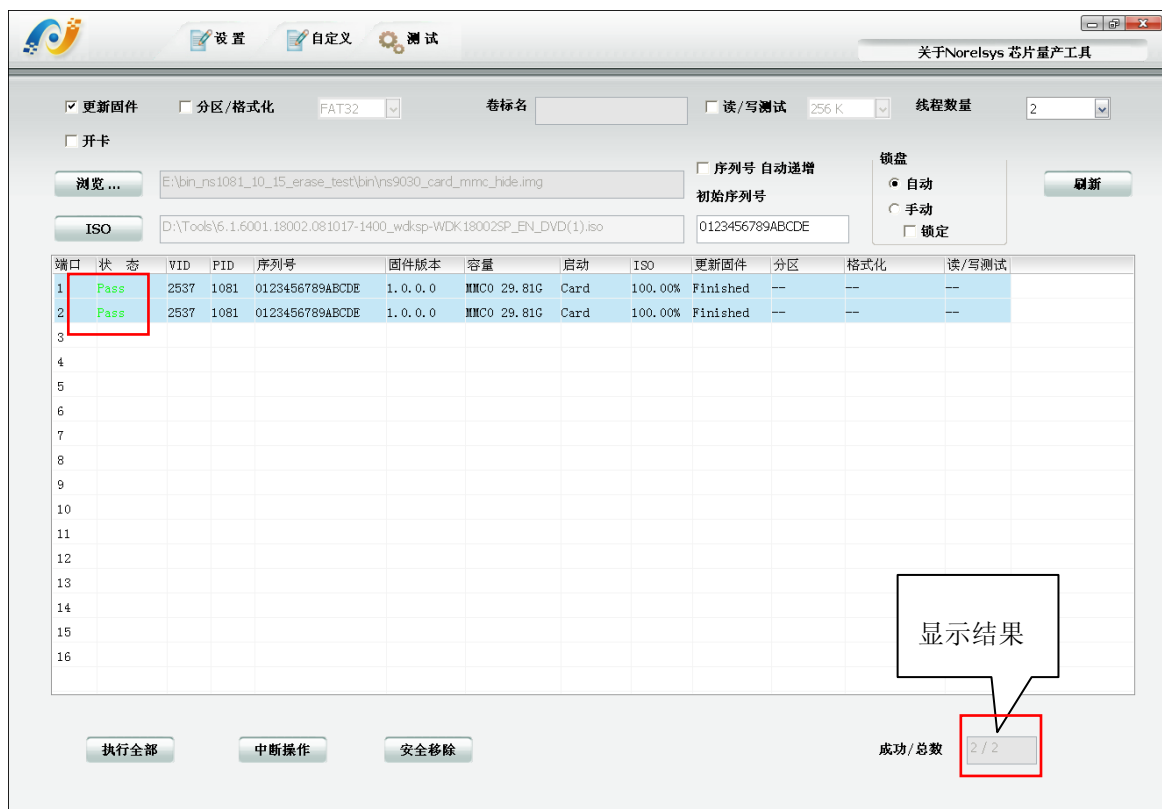 设 置 自定义 测 试
关于Norelsys 芯片量产工具
更新固件 分区/格式化 FAT32 卷标名 读/写测试 256 K 线程数量 2
开卡
浏览 ... E:\bin_ns1081_10_15_erase_test\bin\ns9030_card_mmc_hide.img 序列号 自动递增 锁盘
自动 刷新
初始序列号
手动
ISO D:\Tools\6.1.6001.18002.081017-1400_wdksp-WDK18002SP_EN_DVD(1).iso 0123456789ABCDE 锁定
端口 状 态 VID PID 序列号 固件版本 容量 启动 ISO 更新固件 分区 格式化 读/写测试
1 Pass 2537 1081 0123456789ABCDE 1.0.0.0 MMC0 29.81G Card 100.00% Finished -- -- --
2 Pass 2537 1081 0123456789ABCDE 1.0.0.0 MMC0 29.81G Card 100.00% Finished -- -- --
3
4
5
6
7
8
9
10
11
12
13
14
15
16
显示结果
执行全部 中断操作 安全移除 成功/总数 2 / 2